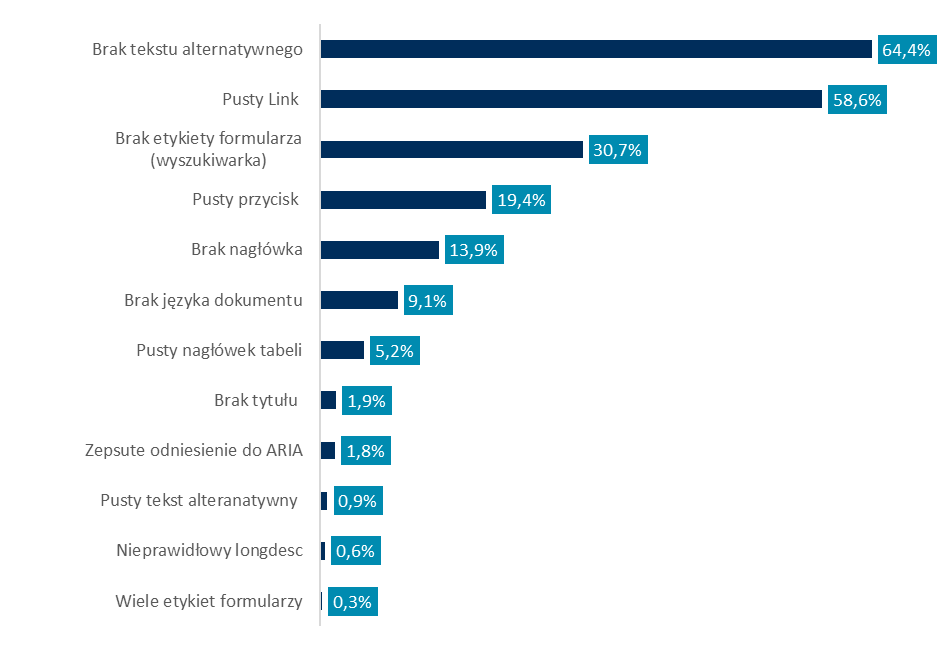 Brak tekstu alternatywnego 64,4%
Pusty Link 58,6%
Brak etykiety formularza
(wyszukiwarka) 30,7%
Pusty przycisk 19,4%
Brak nagłówka 13,9%
Brak języka dokumentu 9,1%
Pusty nagłówek tabeli 5,2%
Brak tytułu 1,9%
Zepsute odniesienie do ARIA 1,8%
Pusty tekst alteranatywny 0,9%
Nieprawidłowy longdesc 0,6%
Wiele etykiet formularzy 0,3%